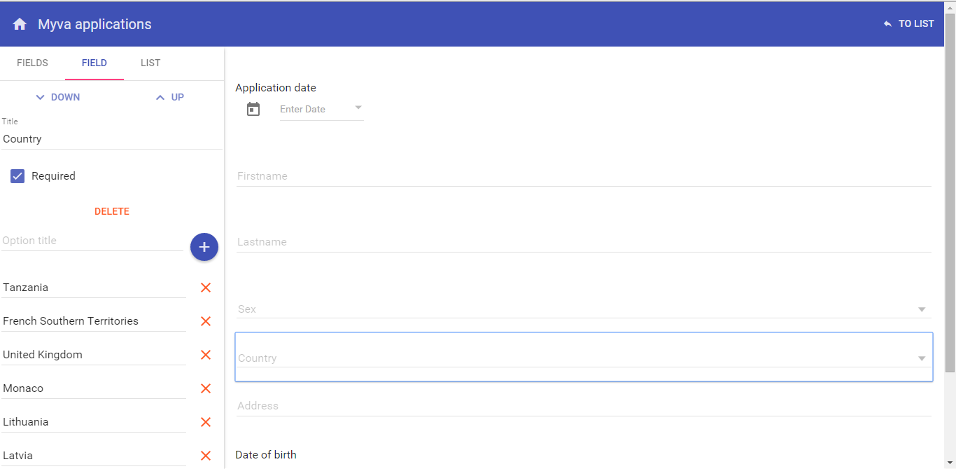 Myva applications
TO LIST
FIELDS FIELD LIST
DOWN UP
Title
Country
Required
DELETE
Option title
Tanzania
French Southern Territories
United Kingdom
Monaco
Lithuania
Latvia
Application date
Enter Date
Firstname
Lastname
Sex
Country
Address
Date of birth